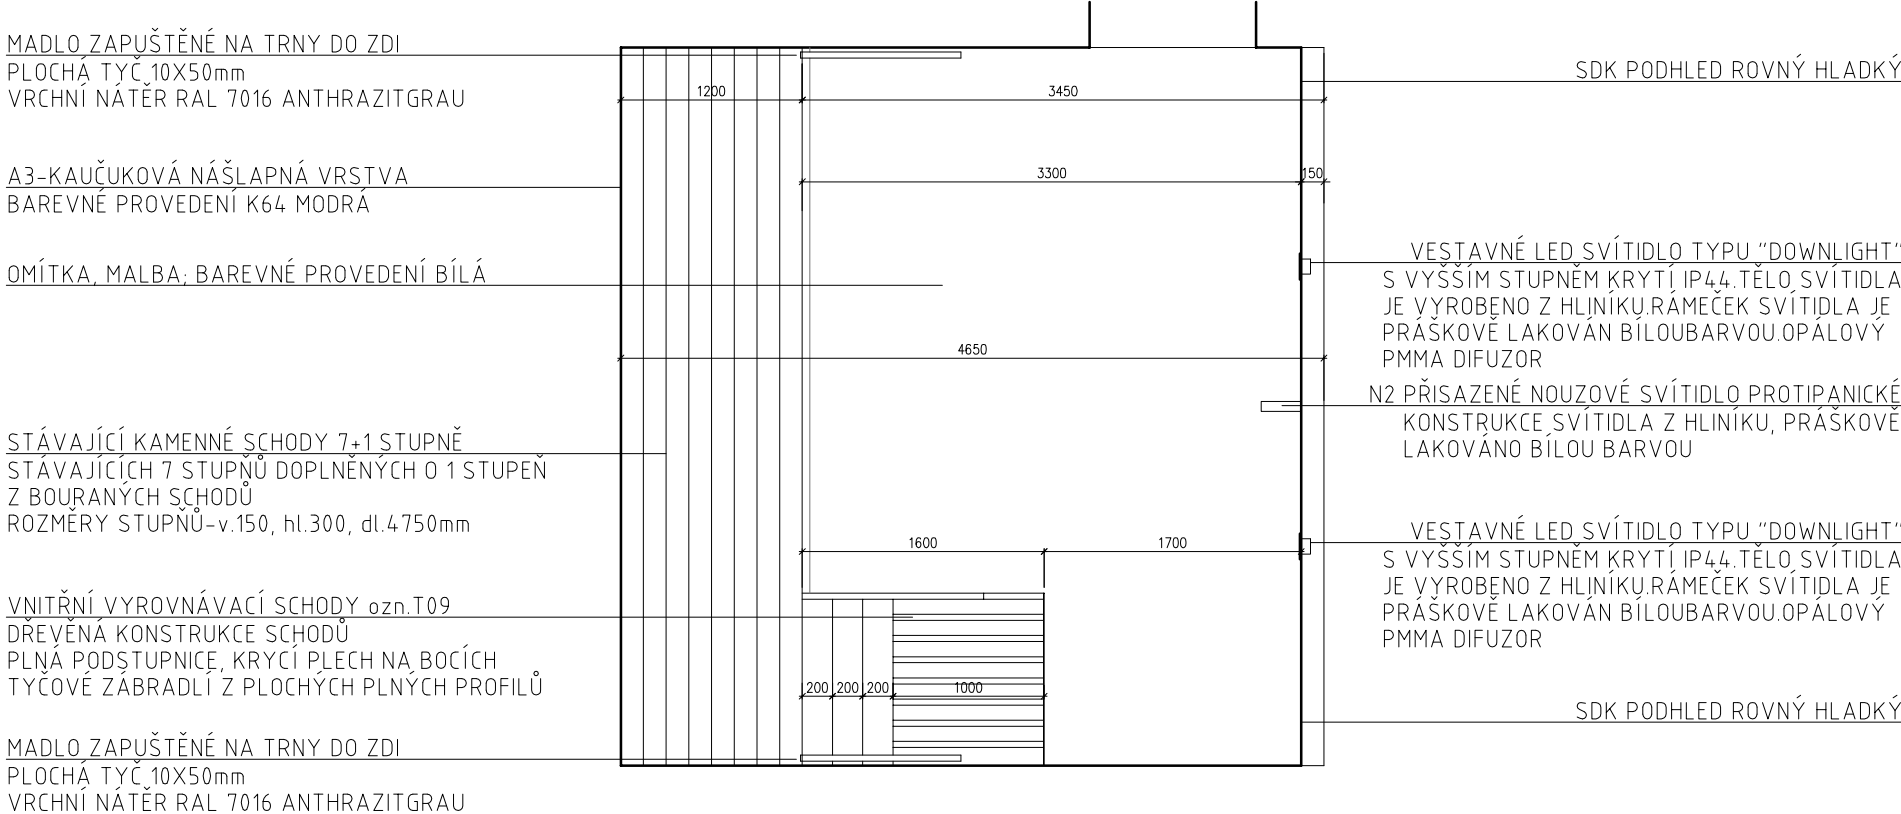 MADLO ZAPUŠTĚNÉ NA TRNY DO ZDI
PLOCHÁ TYČ 10X50mm
VRCHNÍ NÁTĚR RAL 7016 ANTHRAZITGRAU
A3-KAUČUKOVÁ NÁŠLAPNÁ VRSTVA
BAREVNÉ PROVEDENÍ K64 MODRÁ
OMÍTKA, MALBA; BAREVNÉ PROVEDENÍ BÍLÁ
STÁVAJÍCÍ KAMENNÉ SCHODY 7+1 STUPNĚ
STÁVAJÍCÍCH 7 STUPŇŮ DOPLNĚNÝCH O 1 STUPEŇ
Z BOURANÝCH SCHODŮ
ROZMĚRY STUPŇŮ-v.150, hl.300, dl.4750mm
VNITŘNÍ VYROVNÁVACÍ SCHODY ozn.T09
DŘEVĚNÁ KONSTRUKCE SCHODŮ
PLNÁ PODSTUPNICE, KRYCÍ PLECH NA BOCÍCH
TYČOVÉ ZÁBRADLÍ Z PLOCHÝCH PLNÝCH PROFILŮ
MADLO ZAPUŠTĚNÉ NA TRNY DO ZDI
PLOCHÁ TYČ 10X50mm
VRCHNÍ NÁTĚR RAL 7016 ANTHRAZITGRAU
1200
3450
3300
150
4650
1600
1700
200
200
200
1000
SDK PODHLED ROVNÝ HLADKÝ
VESTAVNÉ LED SVÍTIDLO TYPU "DOWNLIGHT"
S VYŠŠÍM STUPNĚM KRYTÍ IP44.TĚLO SVÍTIDLA
JE VYROBENO Z HLINÍKU.RÁMEČEK SVÍTIDLA JE
PRÁŠKOVĚ LAKOVÁN BÍLOUBARVOU.OPÁLOVÝ
PMMA DIFUZOR
N2 PŘISAZENÉ NOUZOVÉ SVÍTIDLO PROTIPANICKÉ
KONSTRUKCE SVÍTIDLA Z HLINÍKU, PRÁŠKOVĚ
LAKOVÁNO BÍLOU BARVOU
VESTAVNÉ LED SVÍTIDLO TYPU "DOWNLIGHT"
S VYŠŠÍM STUPNĚM KRYTÍ IP44.TĚLO SVÍTIDLA
JE VYROBENO Z HLINÍKU.RÁMEČEK SVÍTIDLA JE
PRÁŠKOVĚ LAKOVÁN BÍLOUBARVOU.OPÁLOVÝ
PMMA DIFUZOR
SDK PODHLED ROVNÝ HLADKÝ